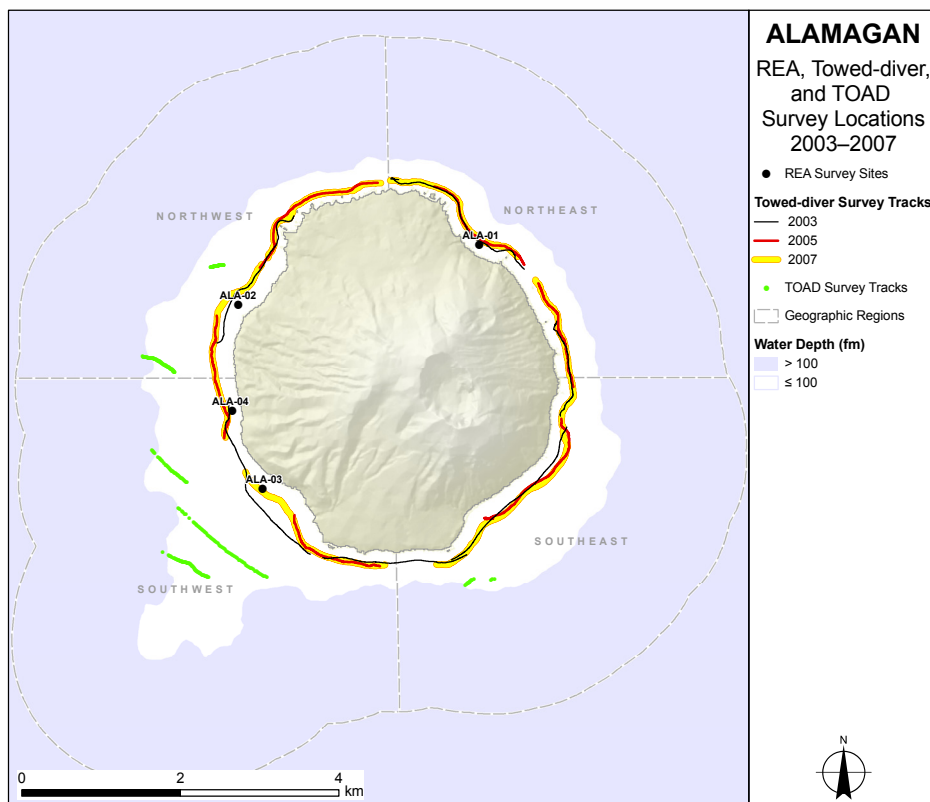 ALAMAGAN
REA, Towed-diver,
and TOAD
Survey Locations
2003–2007
REA Survey Sites
Towed-diver Survey Tracks
2003
2005
2007
TOAD Survey Tracks
Geographic Regions
Water Depth (fm)
> 100
≤ 100
NORTHWEST
NORTHEAST
ALA-01
ALA-02
ALA-04
ALA-03
SOUTHEAST
SOUTHWEST
N
0 2 4
km